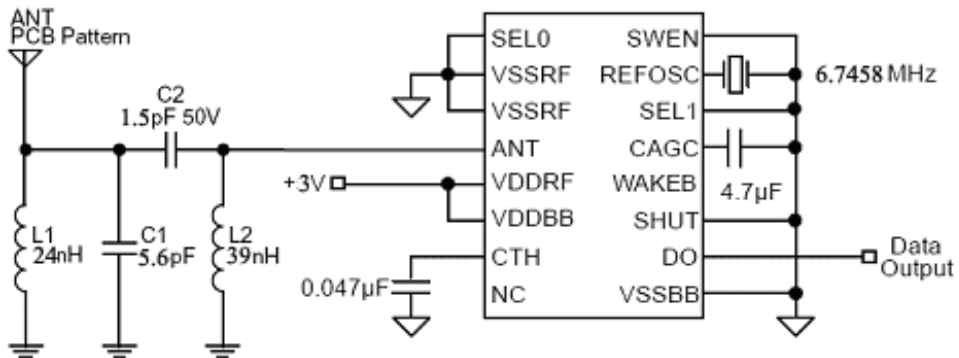 ANT
PCB Pattern
C2
1.5pF 50V
L1
24nH
C1
5.6pF
L2
39nH
+3V
0.047µF
SEL0
VSSRF
VSSRF
ANT
VDDRF
VDDBB
CTH
NC
SWEN
REFOSC
SEL1
CAGC
WAKEB
SHUT
DO
VSSBB
6.7458 MHz
4.7µF
Data
Output